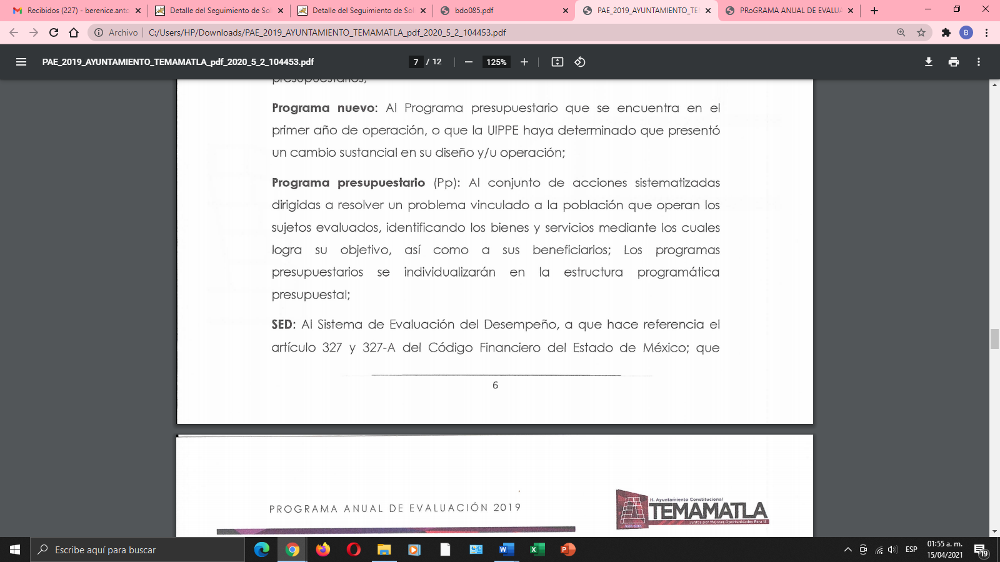 Recibidos (227) - berenice.anto
Detalle del Seguimiento de Sol
Detalle del Seguimiento de Sol
bdo085.pdf
PAE_2019_AYUNTAMIENTO_TE
PRoGRAMA ANUAL DE EVALUA
Archivo
C:/Users/HP/Downloads/PAE_2019_AYUNTAMIENTO_TEMAMATLA_pdf_2020_5_2_104453.pdf
B
PAE_2019_AYUNTAMIENTO_TEMAMATLA_pdf_2020_5_2_104453.pdf
7 / 12
125%
presupuestarios;
Programa nuevo: Al Programa presupuestario que se encuentra en el
primer año de operación, o que la UIPPE haya determinado que presentó
un cambio sustancial en su diseño y/u operación;
Programa presupuestario (Pp): Al conjunto de acciones sistematizadas
dirigidas a resolver un problema vinculado a la población que operan los
sujetos evaluados, identificando los bienes y servicios mediante los cuales
logra su objetivo, así como a sus beneficiarios; Los programas
presupuestarios se individualizarán en la estructura programática
presupuestal;
SED: Al Sistema de Evaluación del Desempeño, a que hace referencia el
artículo 327 y 327-A del Código Financiero del Estado de México; que
6
PROGRAMA ANUAL DE EVALUACIÓN 2019
H. Ayuntamiento Constitucional
TEMAMATLA
Juntos por Mejores Oportunidades Para ti
Escribe aquí para buscar
ESP
01:55 a. m.
15/04/2021
19